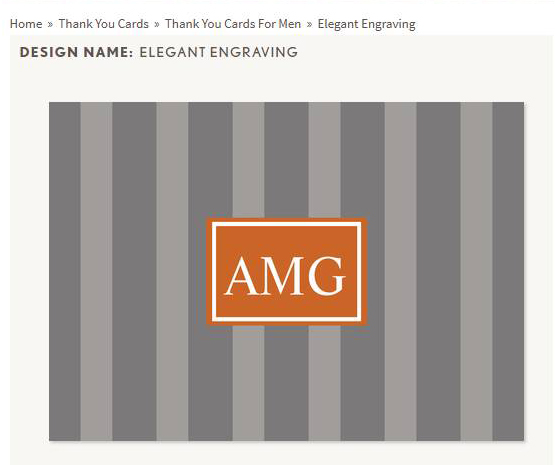 Home » Thank You Cards » Thank You Cards For Men » Elegant Engraving
DESIGN NAME: ELEGANT ENGRAVING
AMG